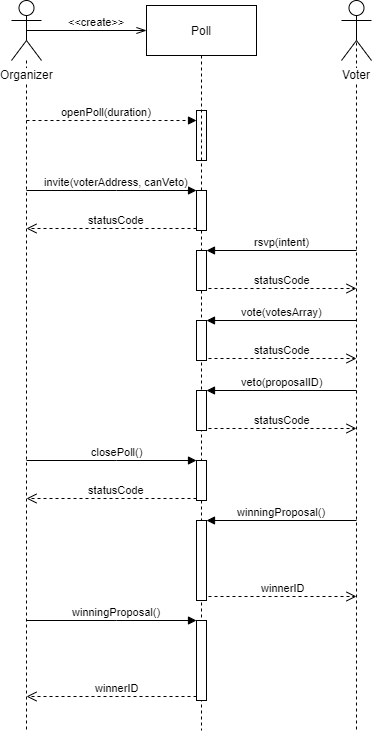 <<create>>
Poll
Organizer
Voter
openPoll(duration)
invite(voterAddress, canVeto)
statusCode
rsvp(intent)
statusCode
vote(votesArray)
statusCode
veto(proposalID)
statusCode
closePoll()
statusCode
winningProposal()
winnerID
winningProposal()
winnerID